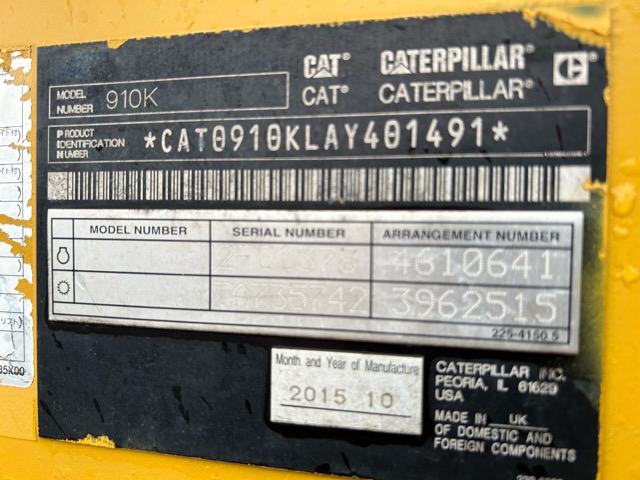 CAT® CATERPILLAR® C
CAT® CATERPILLAR®
MODEL NUMBER 910K
PRODUCT IDENTIFICATION NUMBER *CAT0910KLAY401491*
MODEL NUMBER SERIAL NUMBER ARRANGEMENT NUMBER
4610641
3962515
225-4150 5
Month and Year of Manufacture
2015 10
CATERPILLAR INC.
PEORIA, IL 61629
USA
MADE IN UK
OF DOMESTIC AND
FOREIGN COMPONENTS